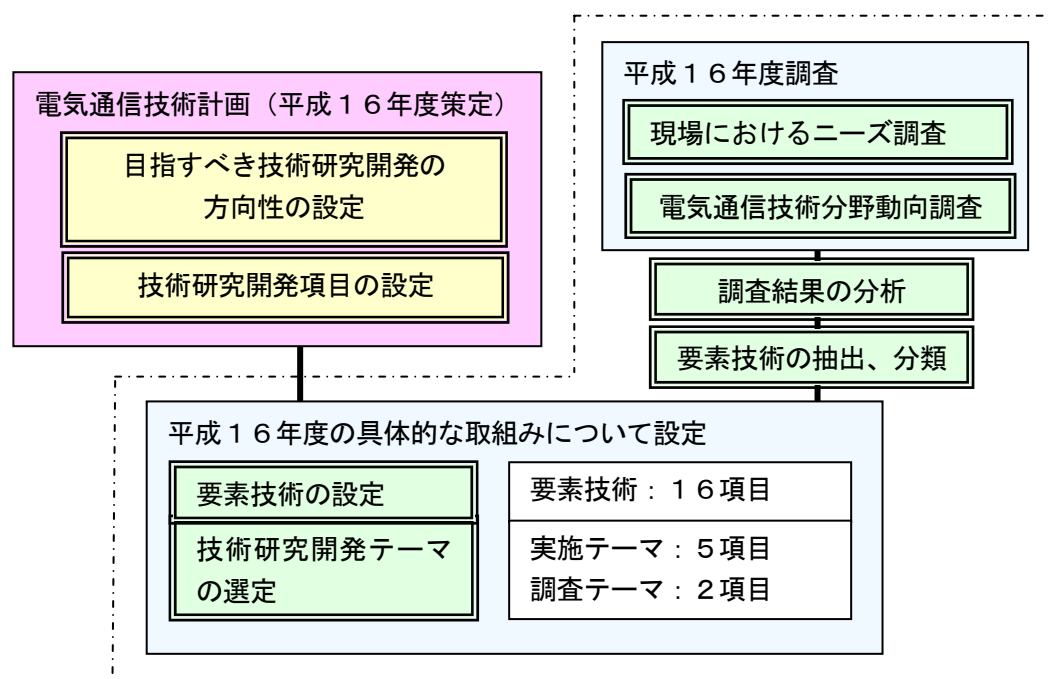 電気通信技術計画（平成１６年度策定）
目指すべき技術研究開発の
方向性の設定
技術研究開発項目の設定
平成１６年度調査
現場におけるニーズ調査
電気通信技術分野動向調査
調査結果の分析
要素技術の抽出、分類
平成１６年度の具体的な取組みについて設定
要素技術の設定
要素技術：１６項目
技術研究開発テーマ
の選定
実施テーマ：５項目
調査テーマ：２項目